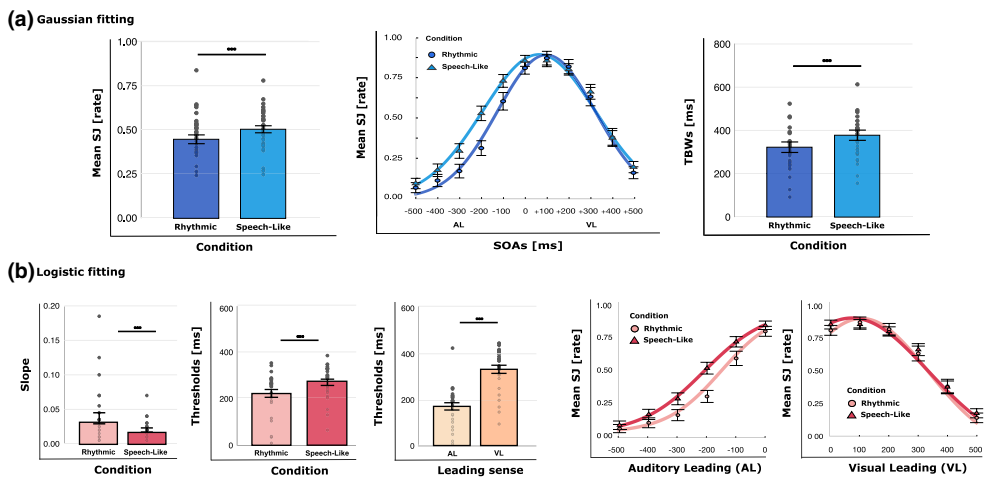 (a) Gaussian fitting
Mean SJ [rate]
1.00
0.75
0.50
0.25
0.00
***
Rhythmic Speech-Like
Condition
Mean SJ [rate]
1.00
0.75
0.50
0.25
0.00
Condition
Rhythmic
Speech-Like
-500 -400 -300 -200 -100 0 +100 +200 +300 +400 +500
AL VL
SOAs [ms]
TBWs [ms]
800
600
400
200
0
***
Rhythmic Speech-Like
Condition
(b) Logistic fitting
Slope
0.20
0.15
0.10
0.05
0.00
***
Rhythmic Speech-Like
Condition
Thresholds [ms]
600
400
200
0
***
Rhythmic Speech-Like
Condition
Thresholds [ms]
600
400
200
0
***
AL VL
Leading sense
Mean SJ [rate]
1.00
0.75
0.50
0.25
0.00
Condition
Rhythmic
Speech-Like
-500 -400 -300 -200 -100 0
Auditory Leading (AL)
Mean SJ [rate]
1.00
0.75
0.50
0.25
0.00
Condition
Rhythmic
Speech-Like
0 100 200 300 400 500
Visual Leading (VL)